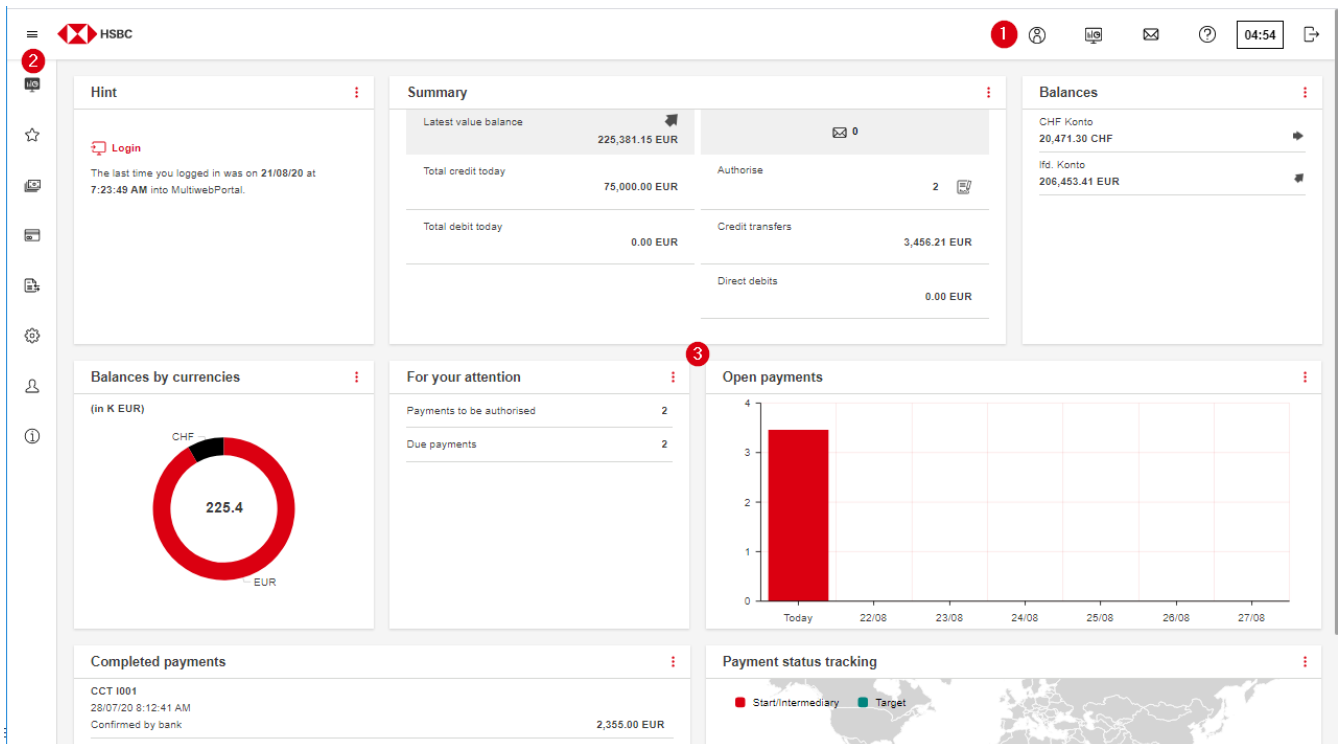 HSBC
1
04:54
2
Hint
Login
The last time you logged in was on 21/08/20 at
7:23:49 AM into MultiwebPortal.
Summary
Latest value balance
225,381.15 EUR
0
Total credit today
75,000.00 EUR
Authorise
2
Total debit today
0.00 EUR
Credit transfers
3,456.21 EUR
Direct debits
0.00 EUR
Balances
CHF Konto
20,471.30 CHF
lfd. Konto
206,453.41 EUR
3
Balances by currencies
(in K EUR)
CHF
225.4
EUR
For your attention
Payments to be authorised 2
Due payments 2
Open payments
4
3
2
1
0
Today 22/08 23/08 24/08 25/08 26/08 27/08
Completed payments
CCT I001
28/07/20 8:12:41 AM
Confirmed by bank 2,355.00 EUR
Payment status tracking
Start/Intermediary Target